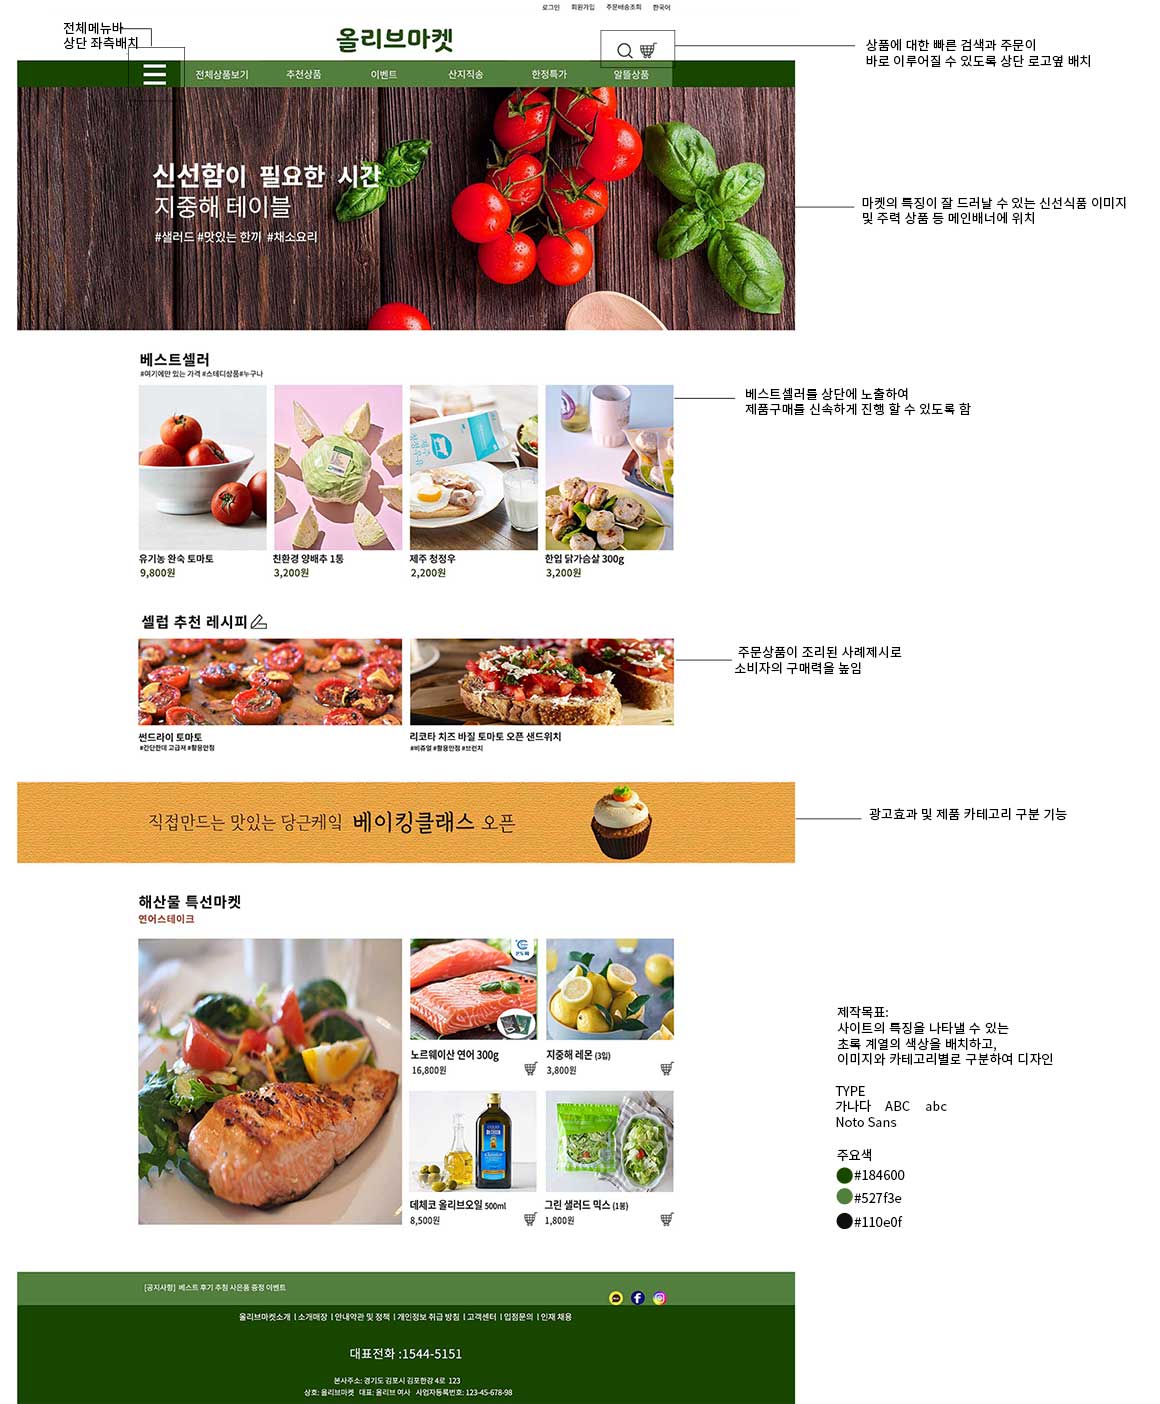 로그인 회원가입 주문배송조회 한국어
전체메뉴바
상단 좌측배치
올리브마켓
상품에 대한 빠른 검색과 주문이
바로 이루어질 수 있도록 상단 로고옆 배치
전체상품보기 추천상품 이벤트 산지직송 한정특가 알뜰상품
신선함이 필요한 시간
지중해 테이블
#샐러드 #맛있는 한끼 #채소요리
마켓의 특징이 잘 드러날 수 있는 신선식품 이미지
및 주력 상품 등 메인배너에 위치
베스트셀러
#여기에만 있는 가격 #스테디상품#누구나
베스트셀러를 상단에 노출하여
제품구매를 신속하게 진행 할 수 있도록 함
유기농 완숙 토마토
9,800원
친환경 양배추 1통
3,200원
제주 청정우
2,200원
한입 닭가슴살 300g
3,200원
셀럽 추천 레시피
주문상품이 조리된 사례제시로
소비자의 구매력을 높임
썬드라이 토마토
#간단한데 고급져 #활용만점
리코타 치즈 바질 토마토 오픈 샌드위치
#비쥬얼 #활용만점 #브런치
직접만드는 맛있는 당근케잌 베이킹클래스 오픈
광고효과 및 제품 카테고리 구분 기능
해산물 특선마켓
연어스테이크
노르웨이산 연어 300g
16,800원
지중해 레몬 (3입)
3,800원
데체코 올리브오일 500ml
8,500원
그린 샐러드 믹스 (1봉)
1,800원
제작목표:
사이트의 특징을 나타낼 수 있는
초록 계열의 색상을 배치하고,
이미지와 카테고리별로 구분하여 디자인
TYPE
가나다 ABC abc
Noto Sans
주요색
#184600
#527f3e
#110e0f
[공지사항] 베스트 후기 추첨 사은품 증정 이벤트
올리브마켓소개 | 소개매장 | 안내약관 및 정책 | 개인정보 취급 방침 | 고객센터 | 입점문의 | 인재 채용
대표전화 :1544-5151
본사주소: 경기도 김포시 김포한강 4로 123
상호: 올리브마켓 대표: 올리브 여사 사업자등록번호: 123-45-678-98